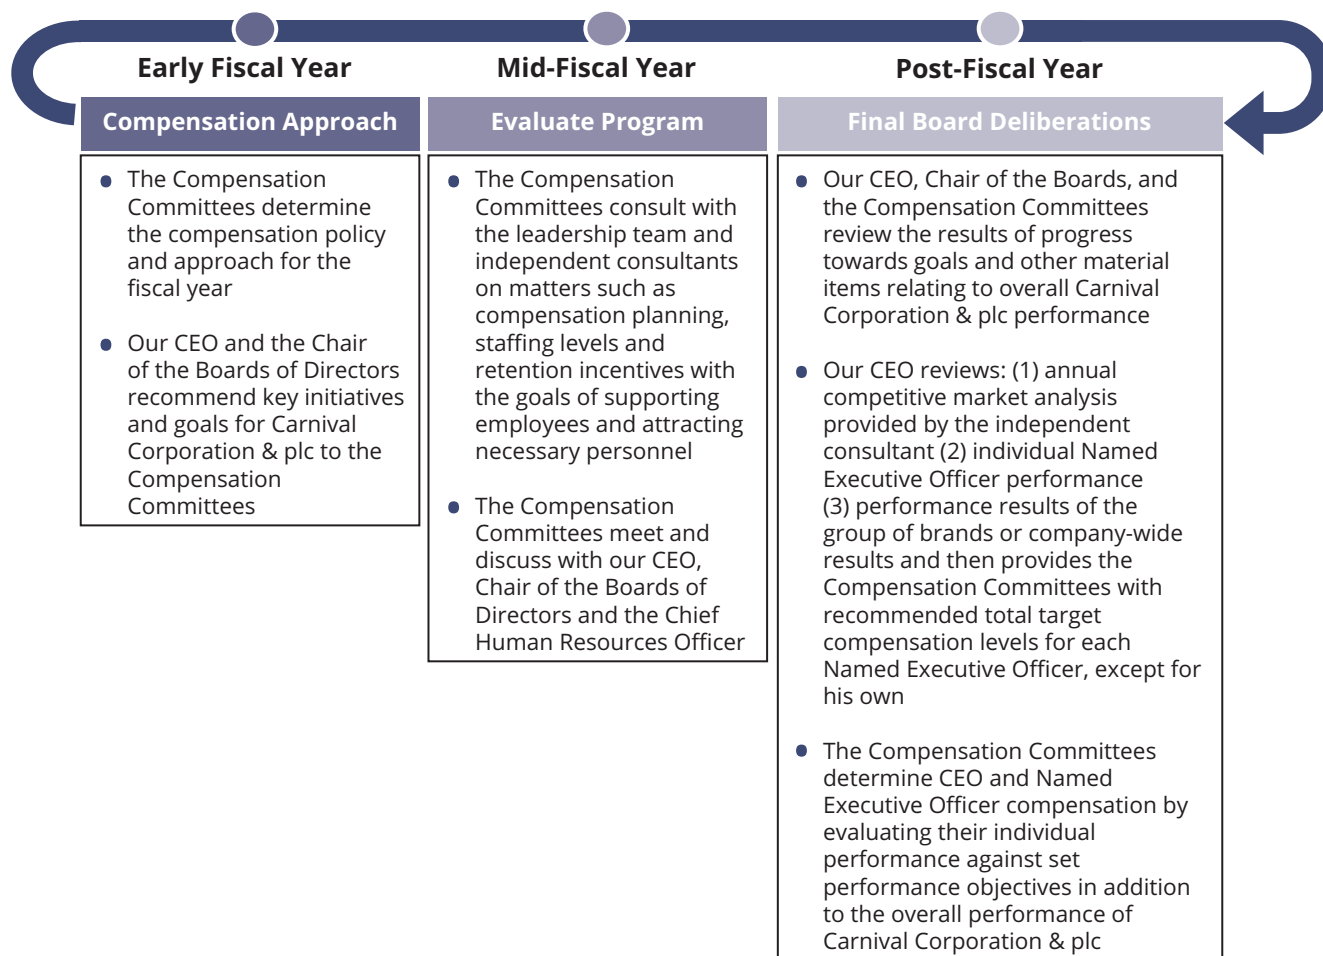 Early Fiscal Year
Compensation Approach
The Compensation
Committees determine
the compensation policy
and approach for the
fiscal year
Our CEO and the Chair
of the Boards of Directors
recommend key initiatives
and goals for Carnival
Corporation & plc to the
Compensation
Committees
Mid-Fiscal Year
Evaluate Program
The Compensation
Committees consult with
the leadership team and
independent consultants
on matters such as
compensation planning,
staffing levels and
retention incentives with
the goals of supporting
employees and attracting
necessary personnel
The Compensation
Committees meet and
discuss with our CEO,
Chair of the Boards of
Directors and the Chief
Human Resources Officer
Post-Fiscal Year
Final Board Deliberations
Our CEO, Chair of the Boards, and
the Compensation Committees
review the results of progress
towards goals and other material
items relating to overall Carnival
Corporation & plc performance
Our CEO reviews: (1) annual
competitive market analysis
provided by the independent
consultant (2) individual Named
Executive Officer performance
(3) performance results of the
group of brands or company-wide
results and then provides the
Compensation Committees with
recommended total target
compensation levels for each
Named Executive Officer, except for
his own
The Compensation Committees
determine CEO and Named
Executive Officer compensation by
evaluating their individual
performance against set
performance objectives in addition
to the overall performance of
Carnival Corporation & plc